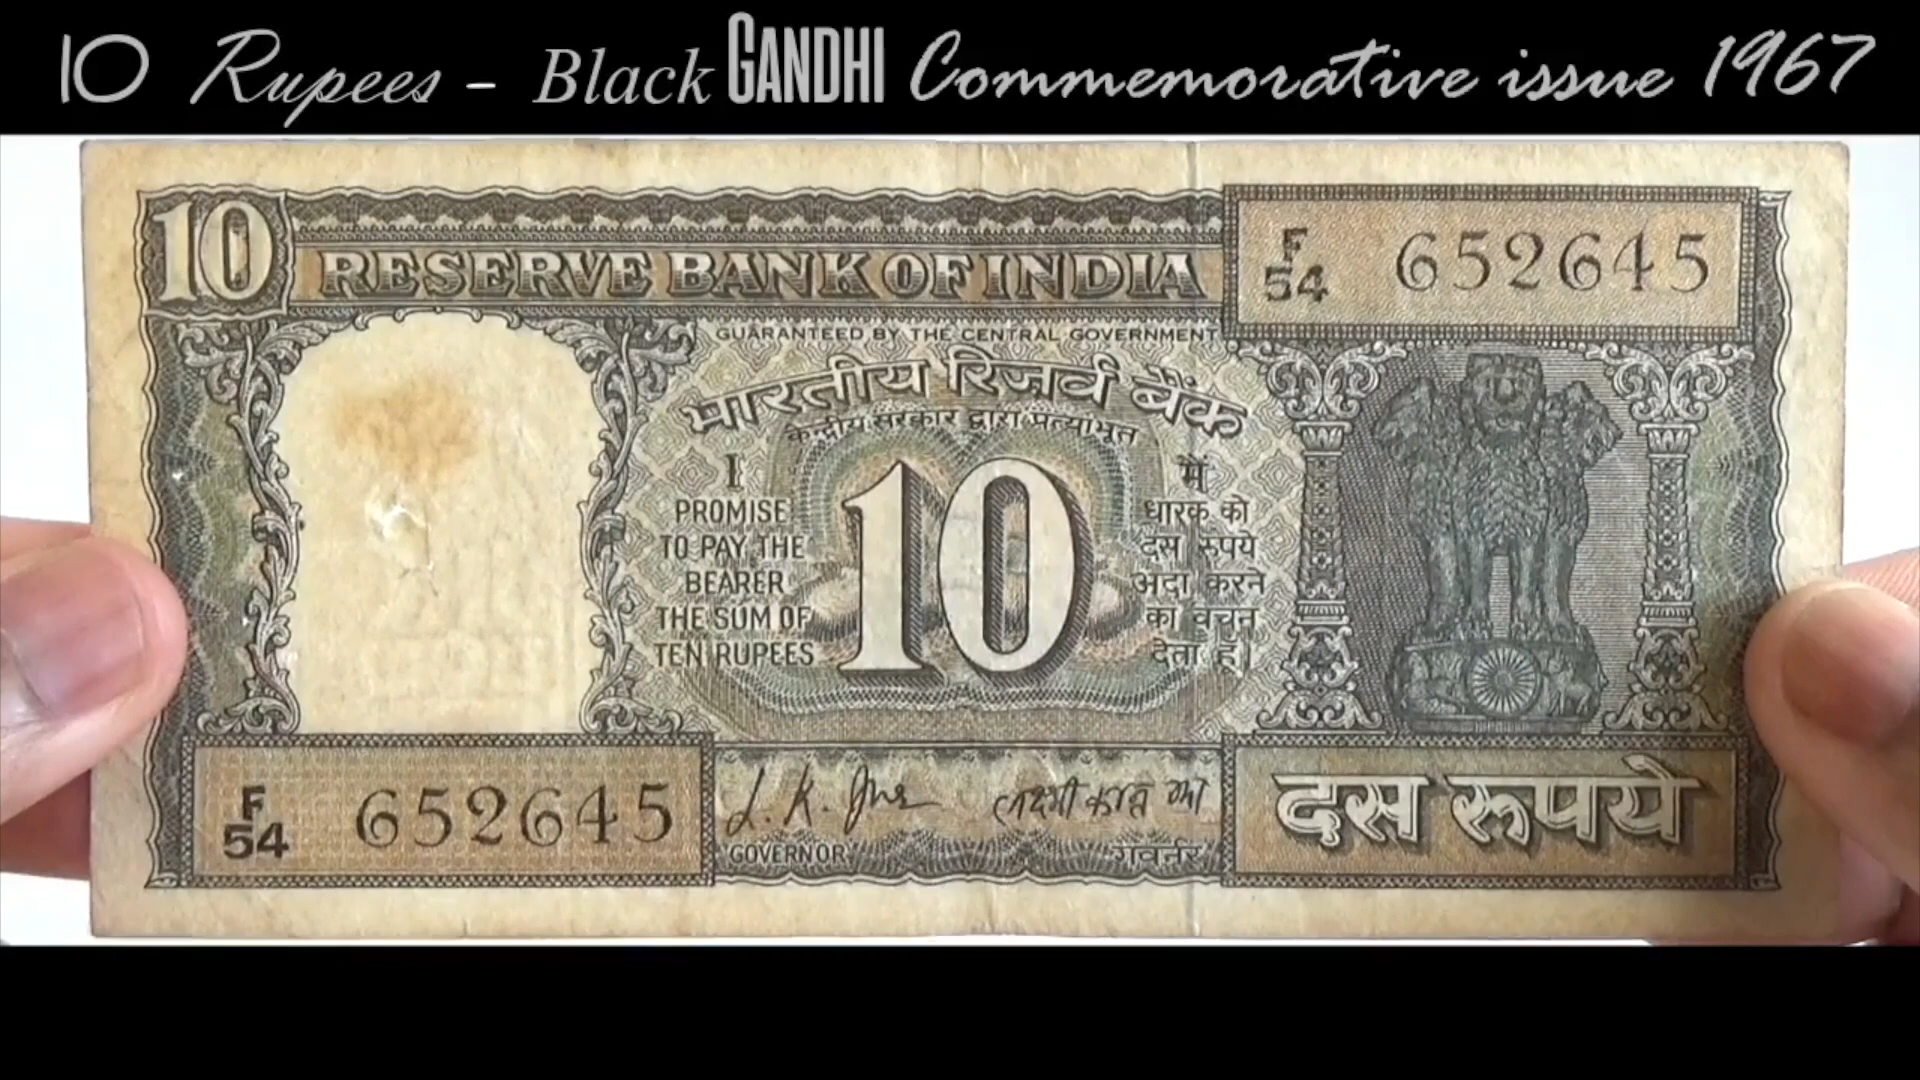 10 Rupees - Black GANDHI Commemorative issue 1967
10
RESERVE BANK OF INDIA
F
54 652645
GUARANTEED BY THE CENTRAL GOVERNMENT
भारतीय रिज़र्व बैंक
केन्द्रीय सरकार द्वारा प्रत्याभूत
I
PROMISE
TO PAY THE
BEARER
THE SUM OF
TEN RUPEES
10
मैं
धारक को
दस रुपये
अदा करने
का वचन
देता हूँ।
F
54 652645
L. K. Jha
लक्ष्मी कान्त झा
GOVERNOR
गवर्नर
दस रूपये